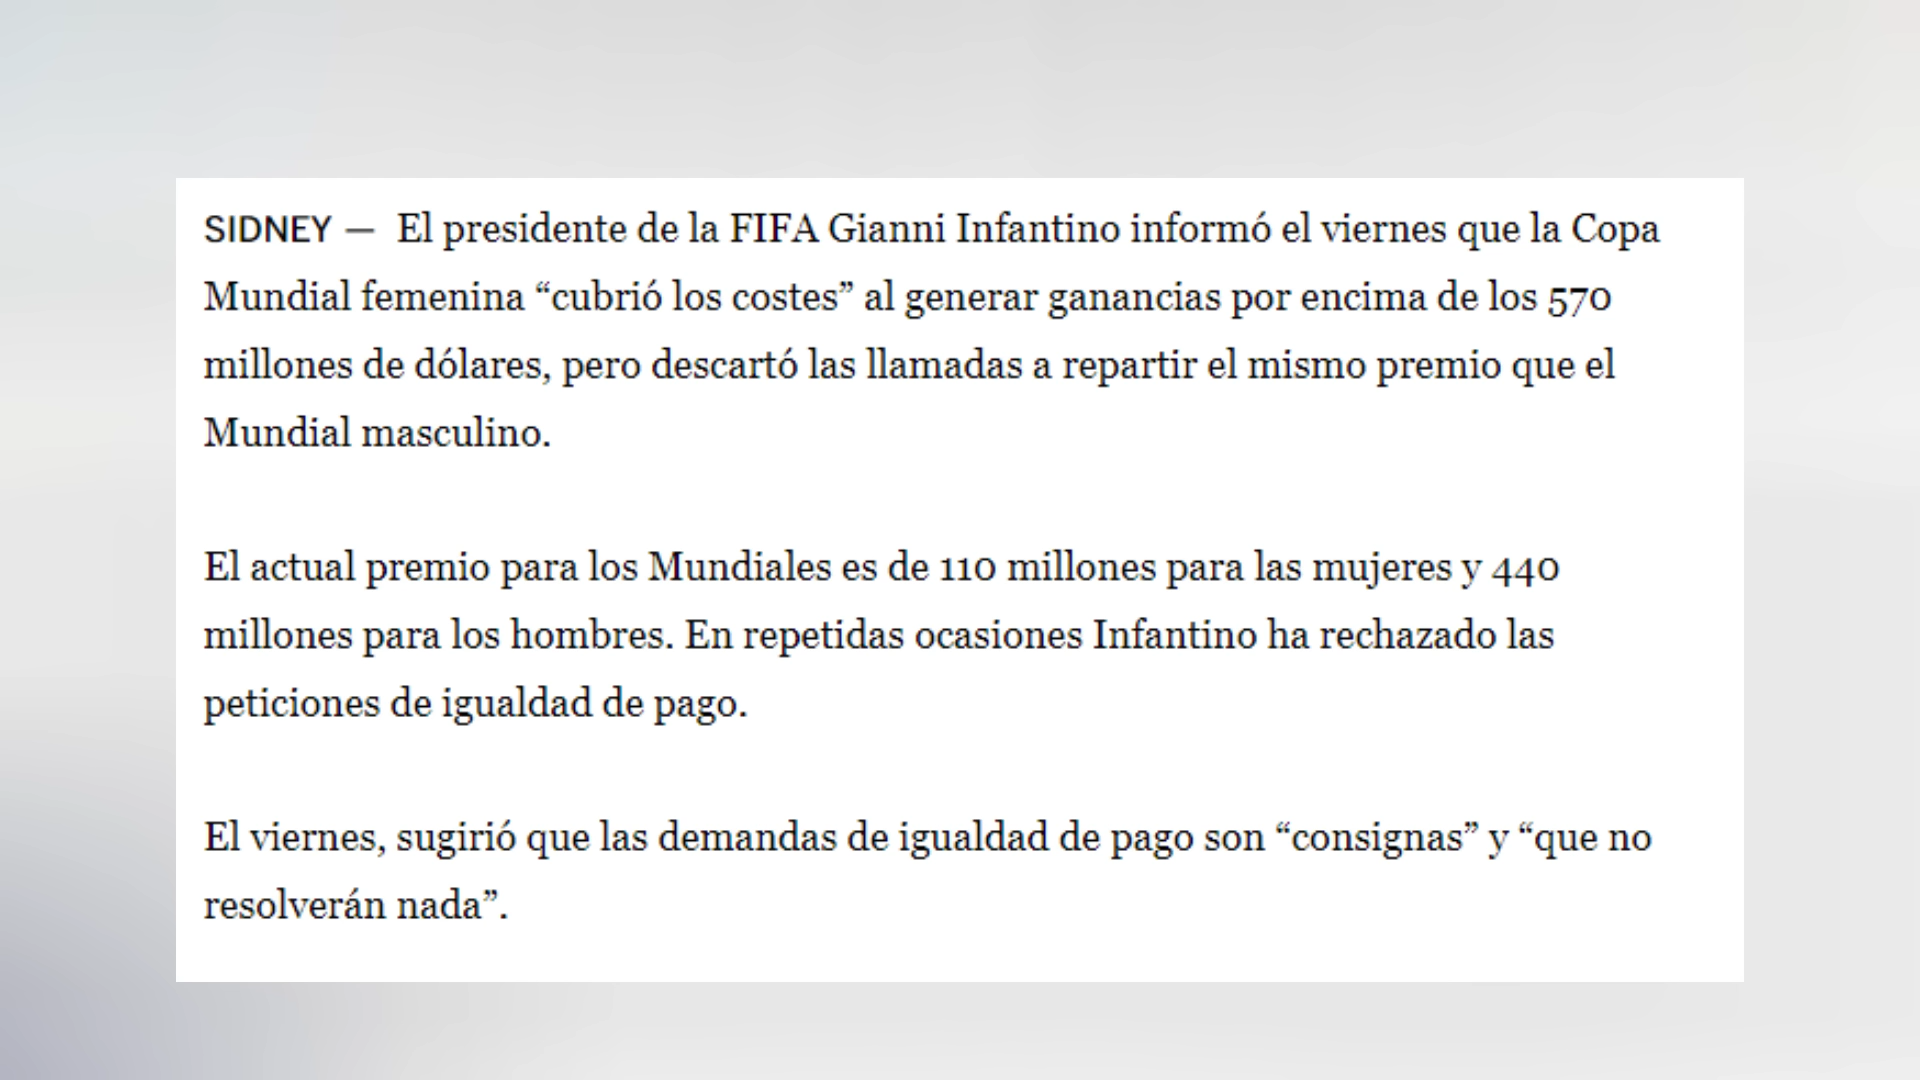 SIDNEY — El presidente de la FIFA Gianni Infantino informó el viernes que la Copa
Mundial femenina “cubrió los costes” al generar ganancias por encima de los 570
millones de dólares, pero descartó las llamadas a repartir el mismo premio que el
Mundial masculino.
El actual premio para los Mundiales es de 110 millones para las mujeres y 440
millones para los hombres. En repetidas ocasiones Infantino ha rechazado las
peticiones de igualdad de pago.
El viernes, sugirió que las demandas de igualdad de pago son “consignas” y “que no
resolverán nada”.